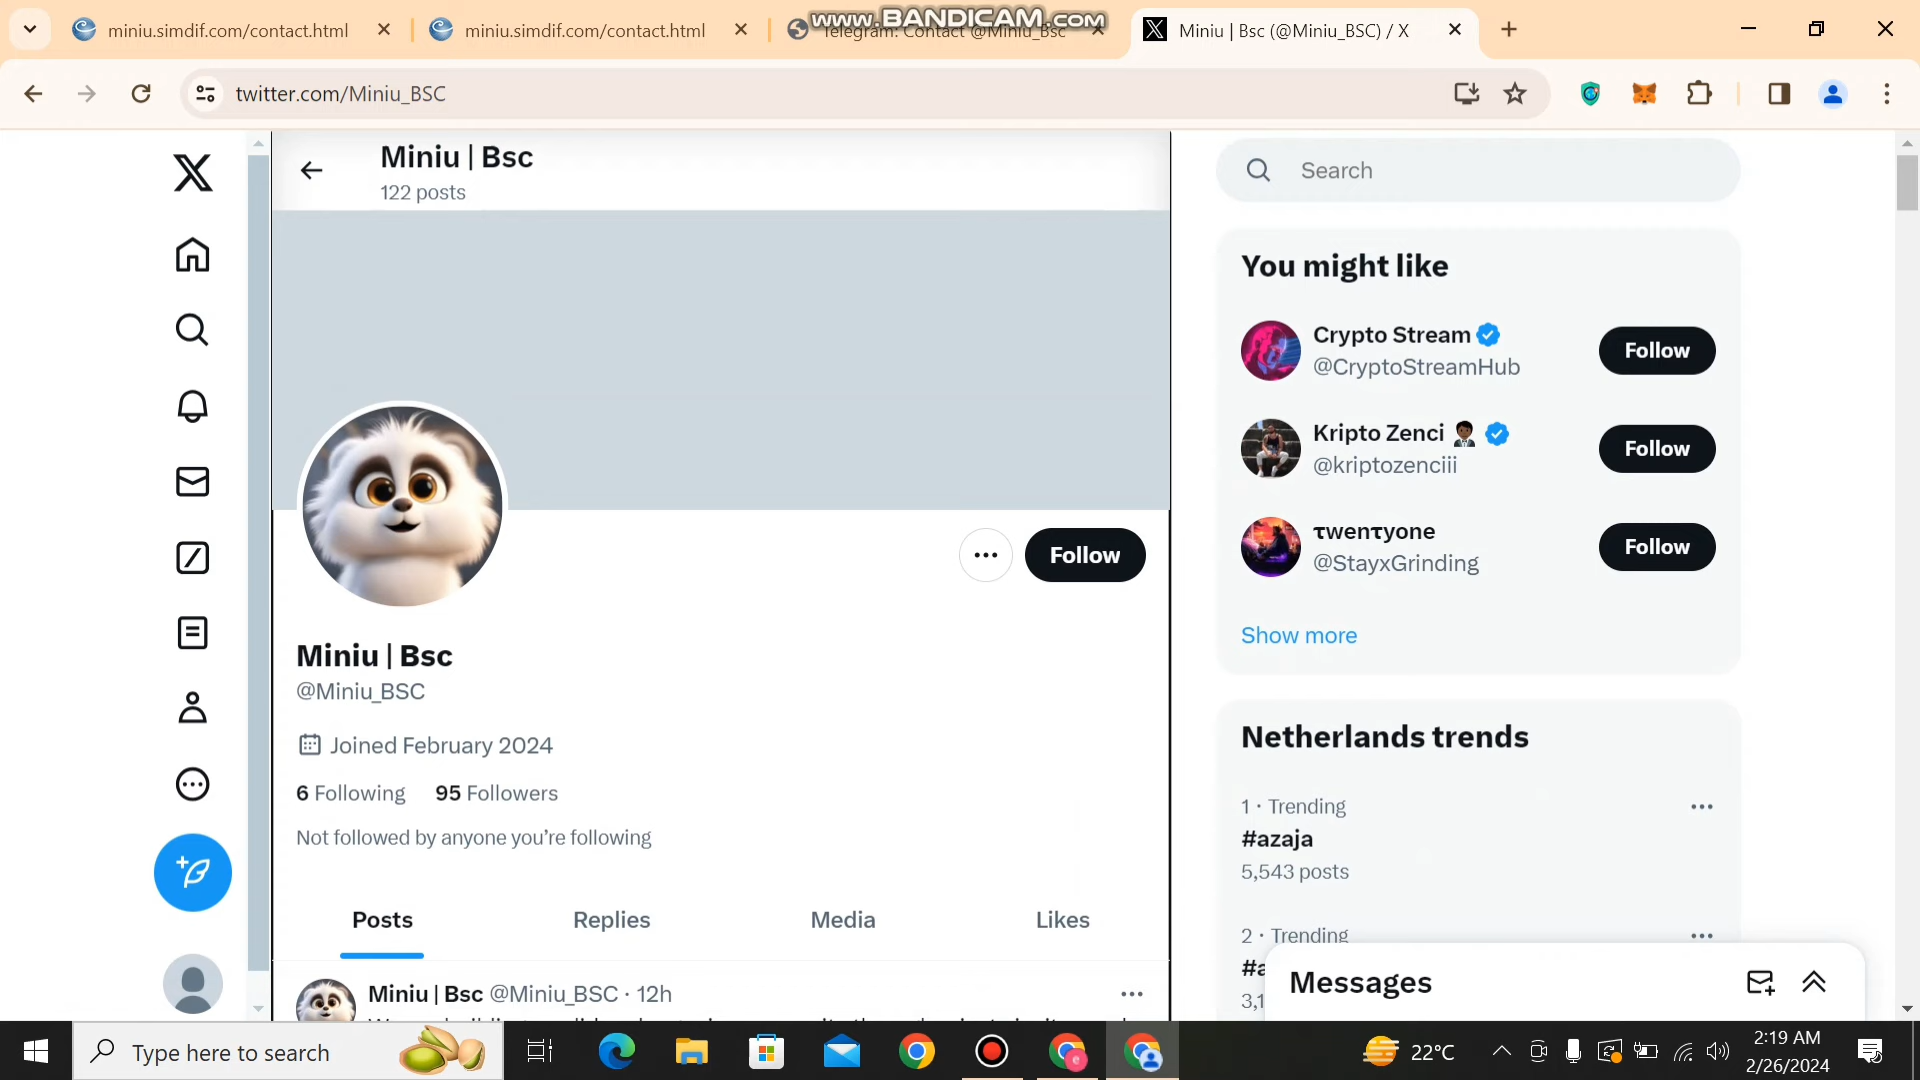 miniu.simdif.com/contact.html
miniu.simdif.com/contact.html
Telegram: Contact @Miniu_Bsc
www.BANDICAM.com
Miniu | Bsc (@Miniu_BSC) / X
twitter.com/Miniu_BSC
Miniu | Bsc
122 posts
Follow
Miniu | Bsc
@Miniu_BSC
Joined February 2024
6 Following 95 Followers
Not followed by anyone you're following
Posts Replies Media Likes
Miniu | Bsc @Miniu_BSC · 12h
Search
You might like
Crypto Stream
@CryptoStreamHub
Follow
Kripto Zenci
@kriptozenciii
Follow
τwenτyone
@StayxGrinding
Follow
Show more
Netherlands trends
1 · Trending
#azaja
5,543 posts
2 · Trending
Messages
Type here to search
22°C
2:19 AM
2/26/2024